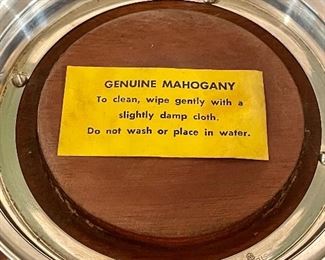 GENUINE MAHOGANY
To clean, wipe gently with a
slightly damp cloth.
Do not wash or place in water.